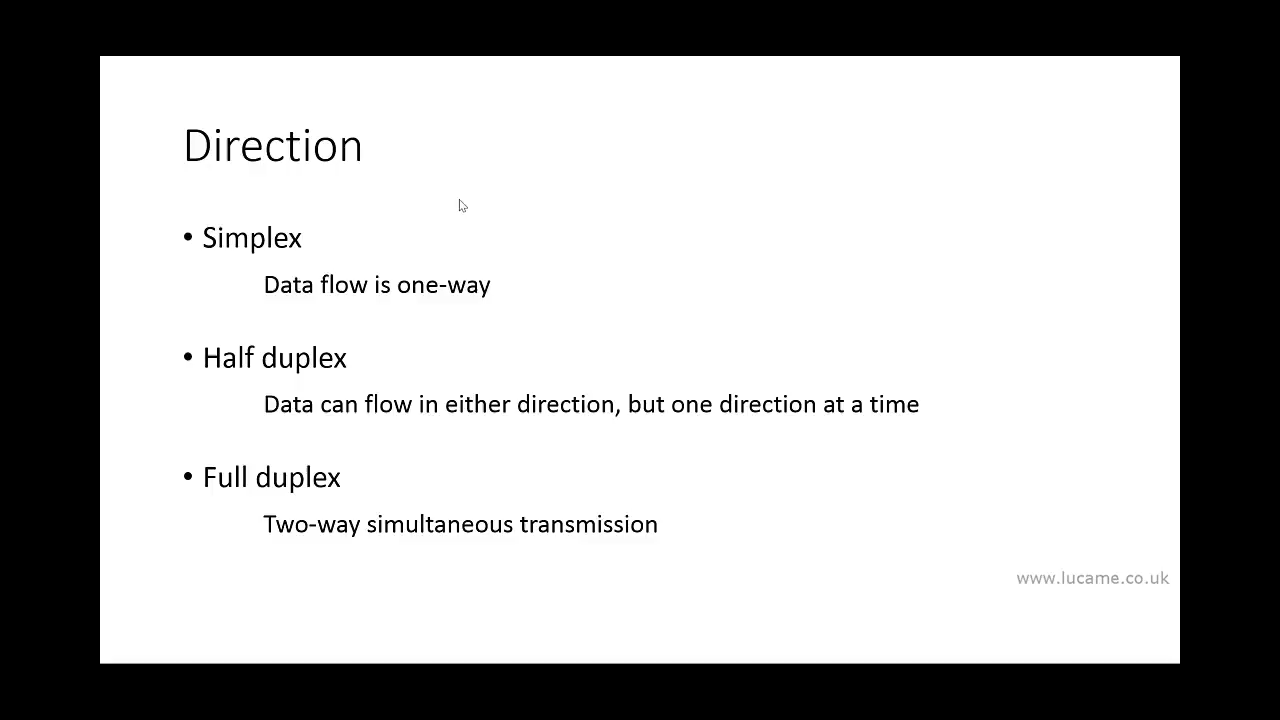 Direction
• Simplex
Data flow is one-way
• Half duplex
Data can flow in either direction, but one direction at a time
• Full duplex
Two-way simultaneous transmission
www.lucame.co.uk